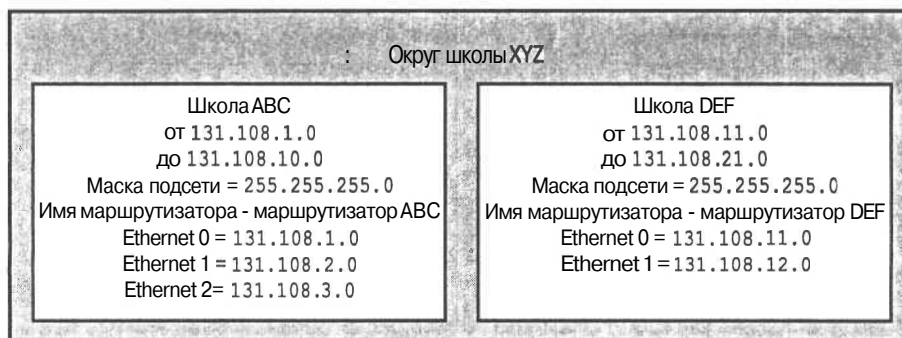 : Округ школы XYZ
Школа ABC
от 131.108.1.0
до 131.108.10.0
Маска подсети = 255.255.255.0
Имя маршрутизатора - маршрутизатор ABC
Ethernet 0 = 131.108.1.0
Ethernet 1 = 131.108.2.0
Ethernet 2= 131.108.3.0
Школа DEF
от 131.108.11.0
до 131.108.21.0
Маска подсети = 255.255.255.0
Имя маршрутизатора - маршрутизатор DEF
Ethernet 0 = 131.108.11.0
Ethernet 1 = 131.108.12.0